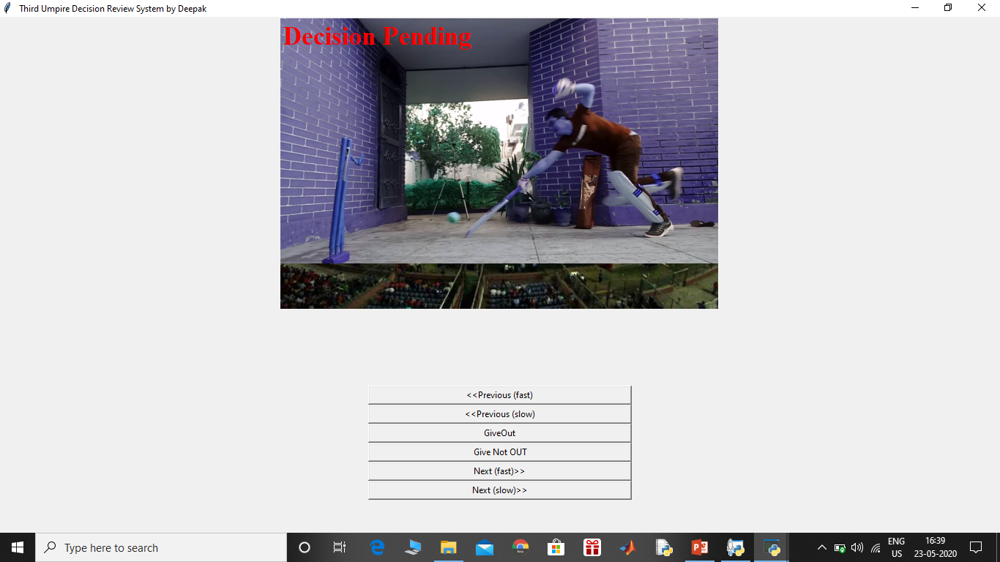 Third Umpire Decision Review System by Deepak
Decision Pending
<<Previous (fast)
<<Previous (slow)
GiveOut
Give Not OUT
Next (fast)>>
Next (slow)>>
Type here to search
ENG
US
16:39
23-05-2020